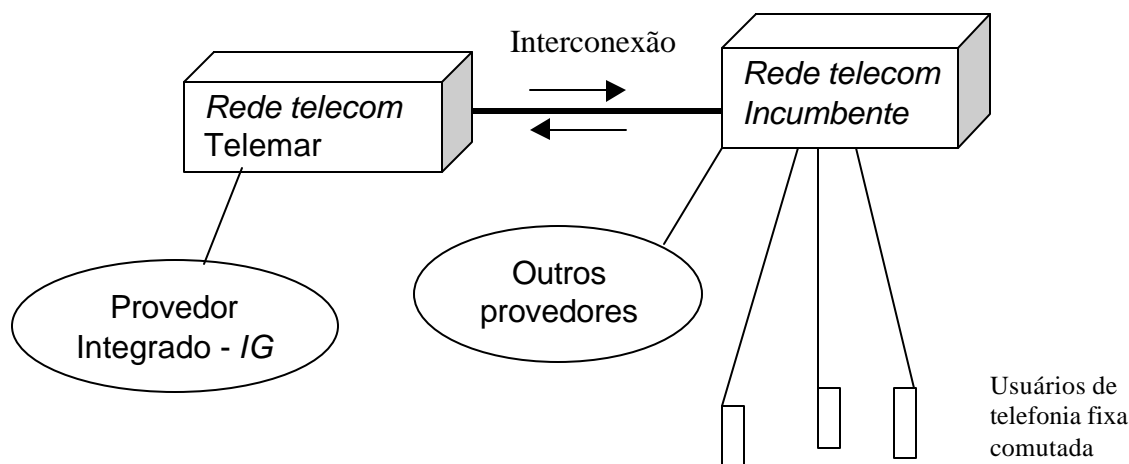 Interconexão
Rede telecom
Telemar
Rede telecom
Incumbente
Provedor
Integrado - IG
Outros
provedores
Usuários de
telefonia fixa
comutada